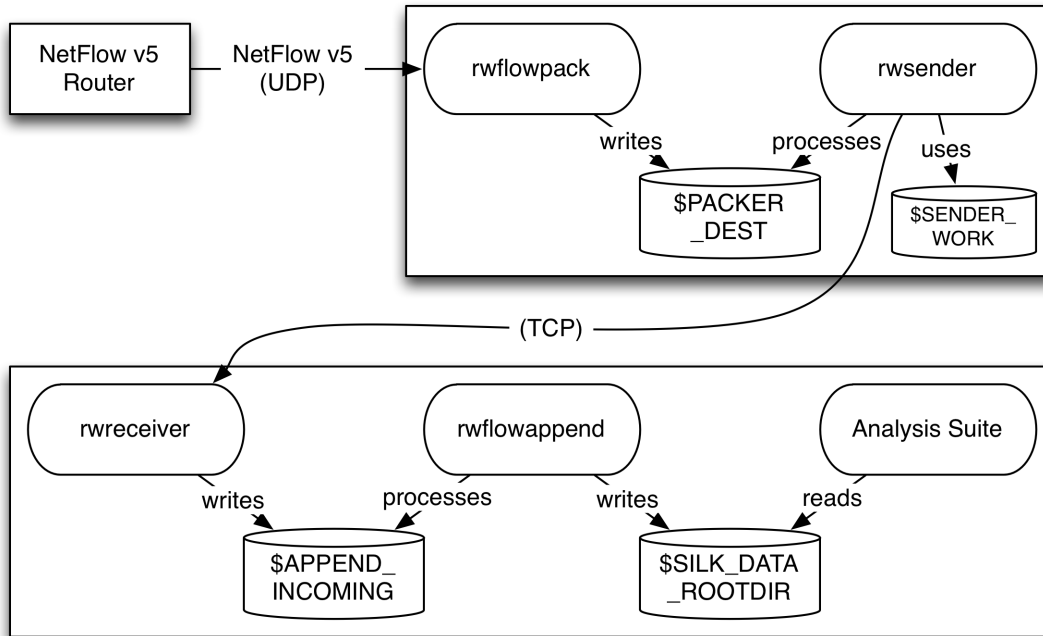 NetFlow v5
Router
NetFlow v5
(UDP)
rwflowpack
rwsender
writes
processes
uses
$PACKER
_DEST
$SENDER_
WORK
(TCP)
rwreceiver
rwflowappend
Analysis Suite
writes
processes
writes
reads
$APPEND_
INCOMING
$SILK_DATA
_ROOTDIR